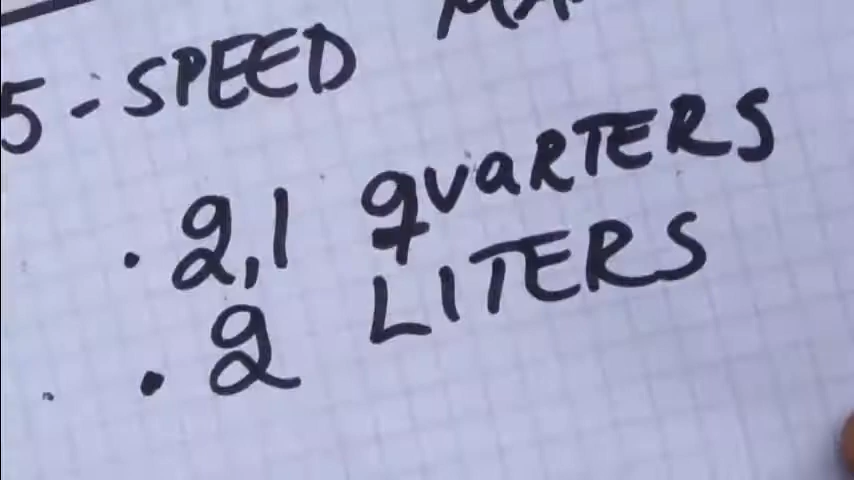 5-SPEED
. 2,1 quARTERS
. 2 LITERS